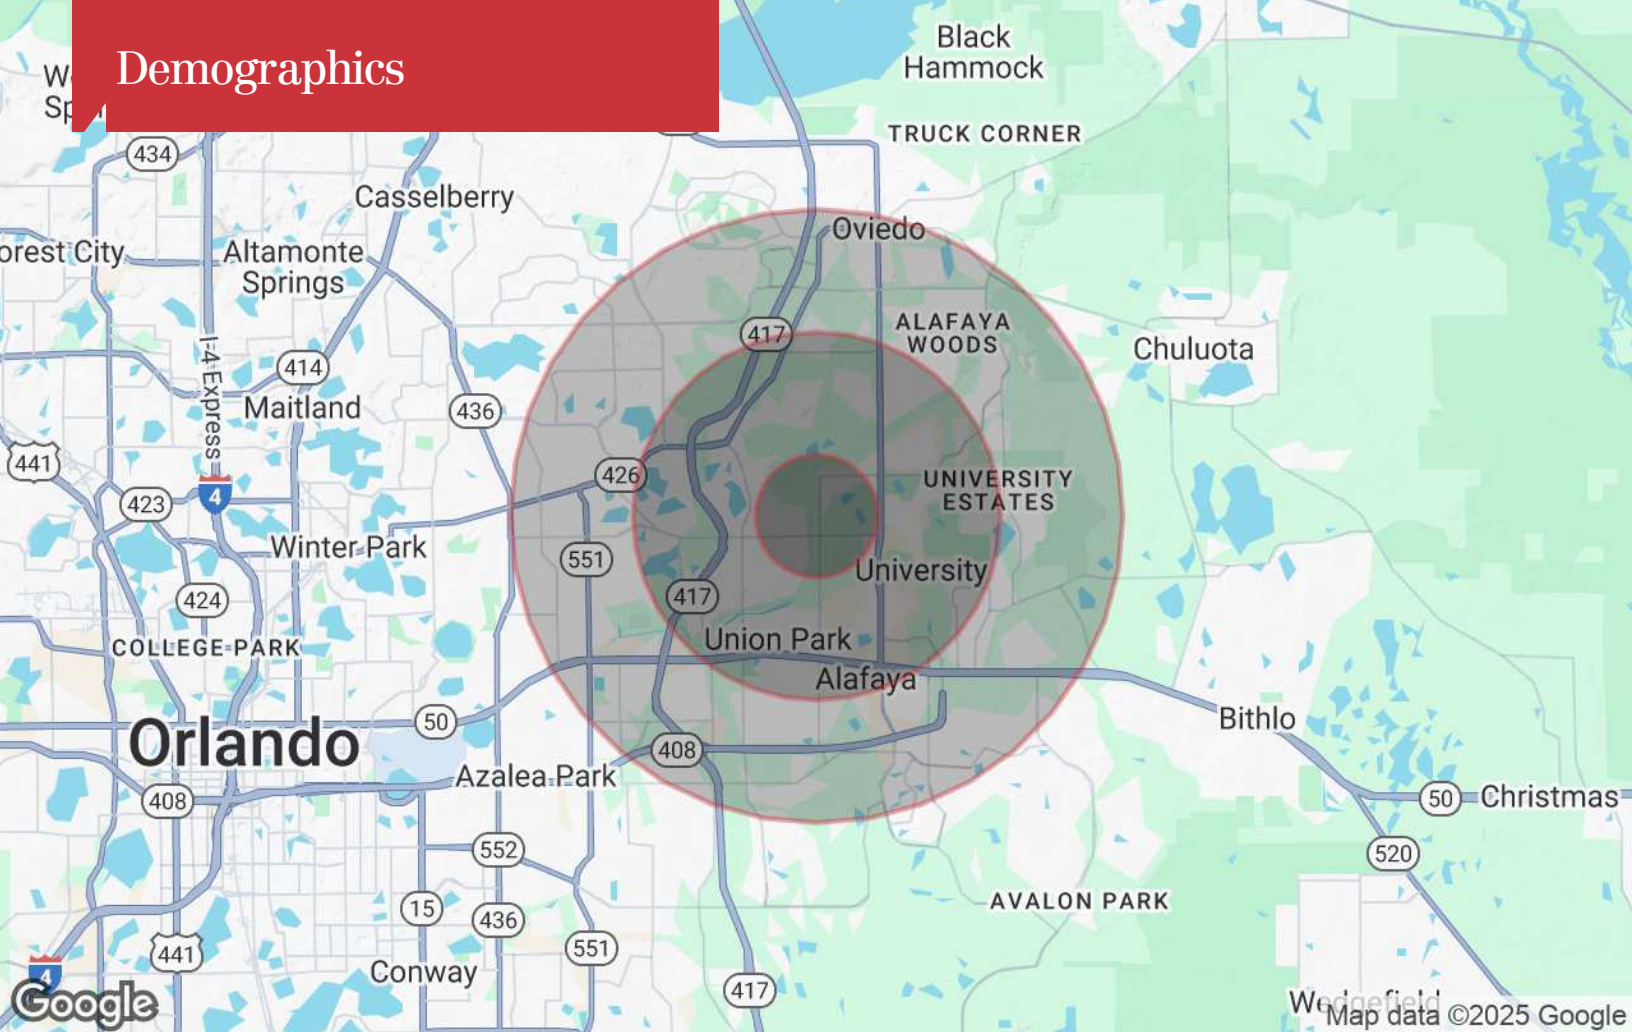 Demographics
Black
Hammock
TRUCK CORNER
434
Casselberry
Oviedo
orest City
Altamonte
Springs
417
ALAFAYA
WOODS
Chuluota
I-4 Express
414
Maitland
436
441
426
UNIVERSITY
ESTATES
4
423
Winter Park
551
University
424
417
COLLEGE PARK
Union Park
Alafaya
Orlando
50
Bithlo
408
Azalea Park
408
50
Christmas
552
520
15
436
AVALON PARK
441
551
Conway
4
417
Google
Wedgefield
Map data ©2025 Google